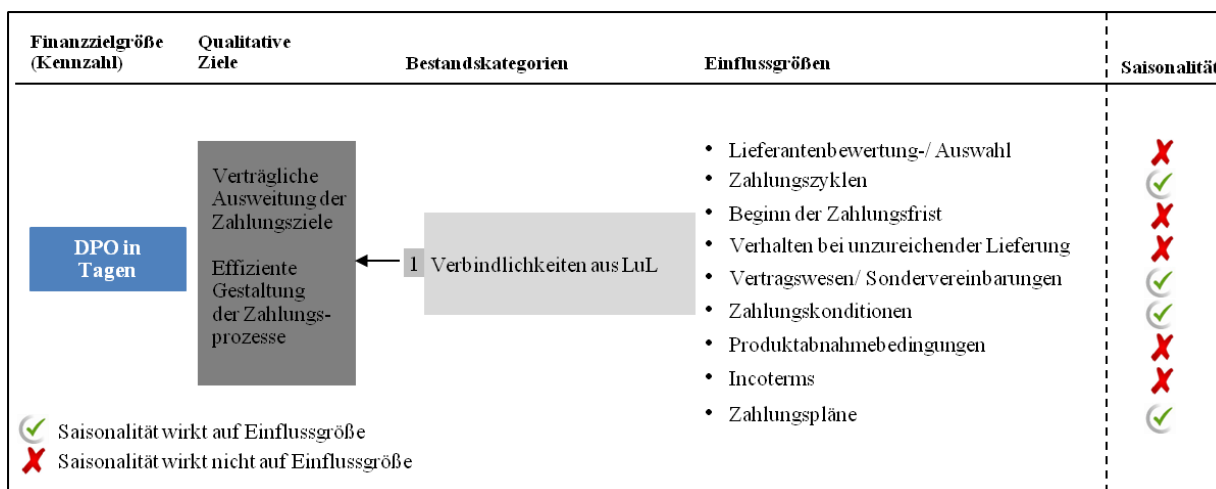 Finanzzielgröße
(Kennzahl)
Qualitative
Ziele
Bestandskategorien
Einflussgrößen
Saisonalität
DPO in
Tagen
Verträgliche
Ausweitung der
Zahlungsziele
Effiziente
Gestaltung
der Zahlungs-
prozesse
1 Verbindlichkeiten aus LuL
• Lieferantenbewertung-/ Auswahl
• Zahlungszyklen
• Beginn der Zahlungsfrist
• Verhalten bei unzureichender Lieferung
• Vertragswesen/ Sondervereinbarungen
• Zahlungskonditionen
• Produktabnahmebedingungen
• Incoterms
• Zahlungspläne
Saisonalität wirkt auf Einflussgröße
Saisonalität wirkt nicht auf Einflussgröße